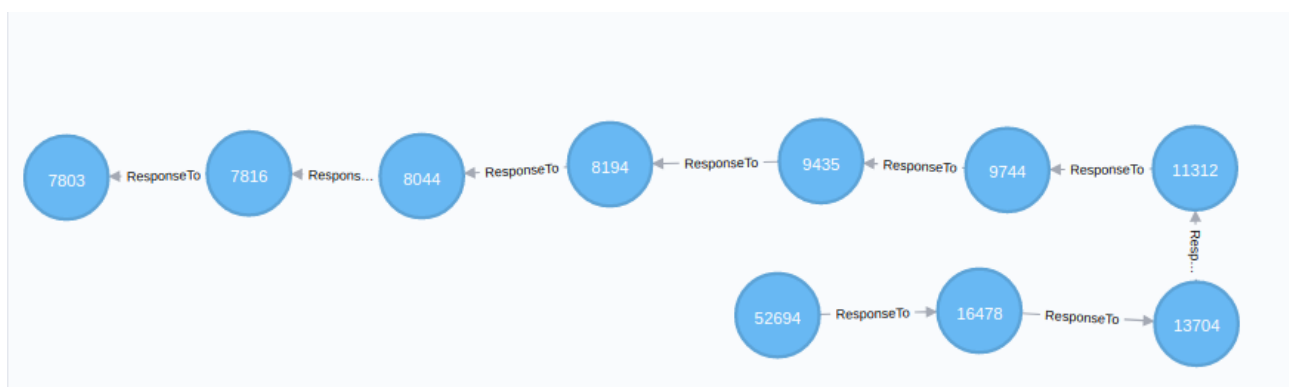 7803 ResponseTo 7816 Respons... 8044 ResponseTo 8194 ResponseTo 9435 ResponseTo 9744 ResponseTo 11312
Resp...
52694 ResponseTo 16478 ResponseTo 13704